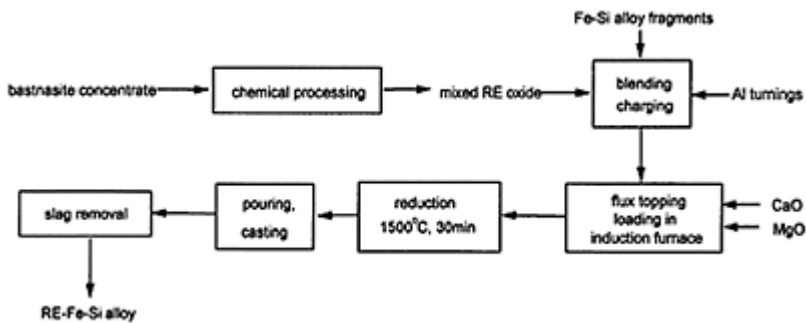 Fe-Si alloy fragments
bastnasite concentrate
chemical processing
mixed RE oxide
blending
charging
Al turnings
slag removal
pouring,
casting
reduction
1500°C, 30min
flux topping
loading in
induction furnace
CaO
MgO
RE-Fe-Si alloy